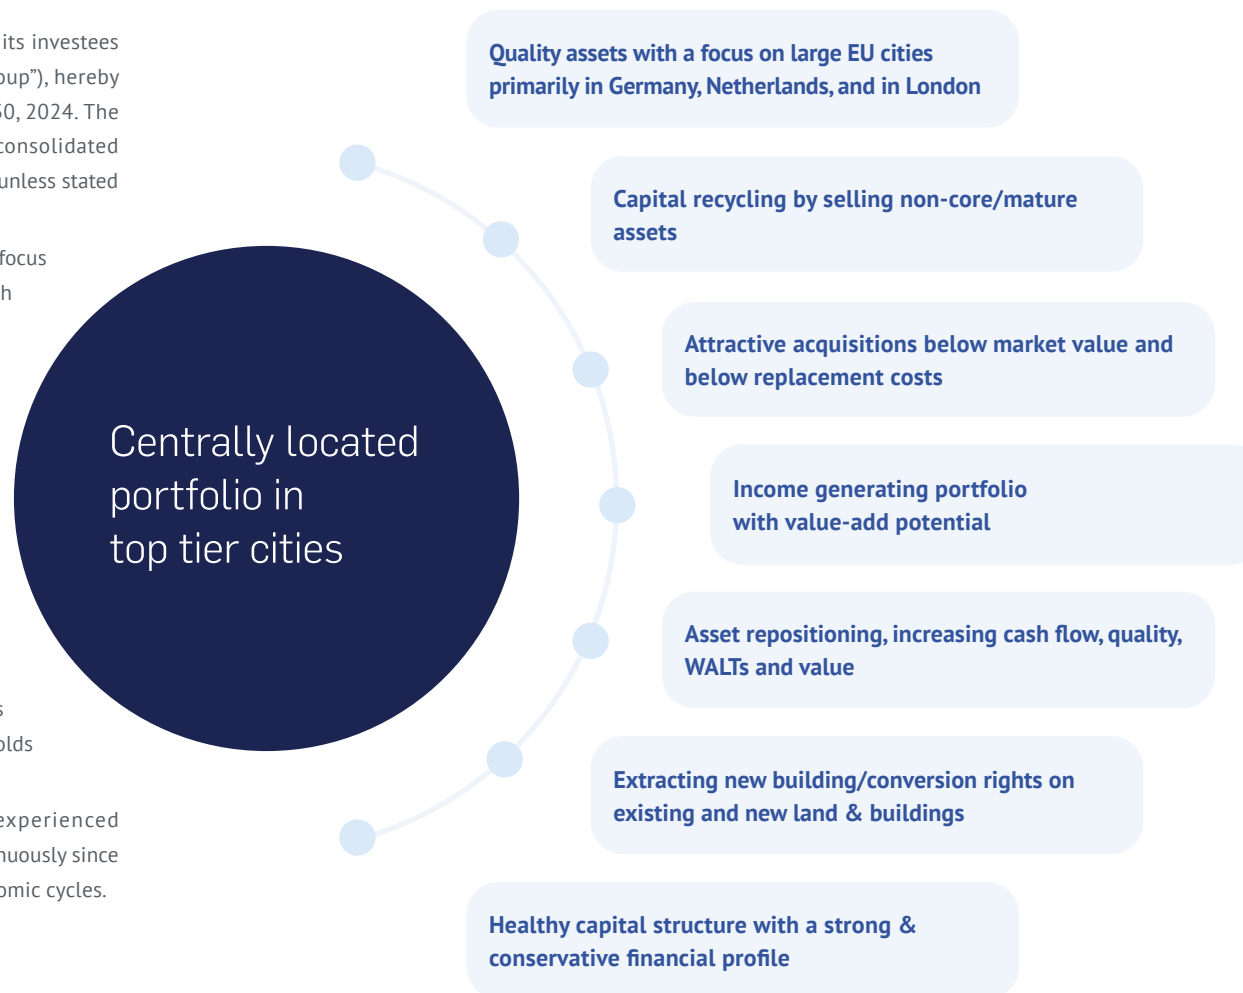 its investees
oup”), hereby
30, 2024. The
consolidated
unless stated
focus
h
s
olds
experienced
nuously since
omic cycles.
Centrally located
portfolio in
top tier cities
Quality assets with a focus on large EU cities
primarily in Germany, Netherlands, and in London
Capital recycling by selling non-core/mature
assets
Attractive acquisitions below market value and
below replacement costs
Income generating portfolio
with value-add potential
Asset repositioning, increasing cash flow, quality,
WALTs and value
Extracting new building/conversion rights on
existing and new land & buildings
Healthy capital structure with a strong &
conservative financial profile